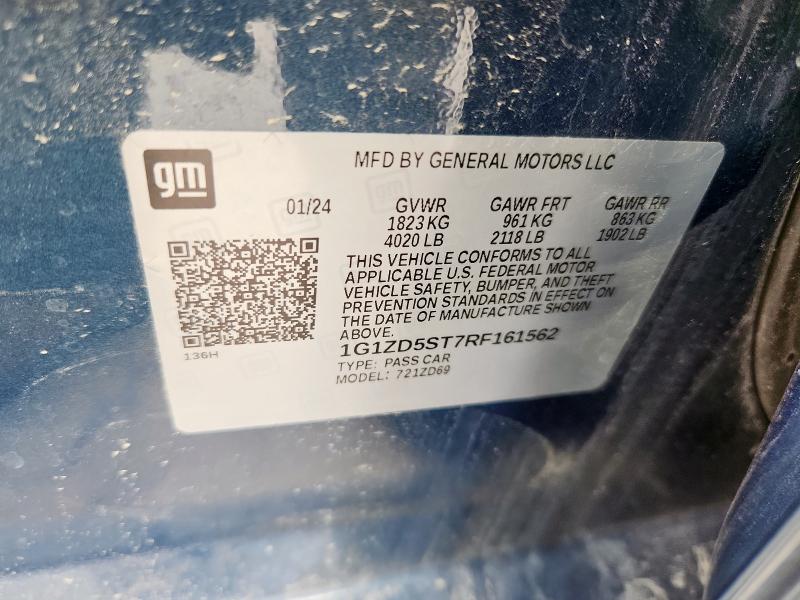 gm
MFD BY GENERAL MOTORS LLC
01/24
GVWR
1823 KG
4020 LB
GAWR FRT
961 KG
2118 LB
GAWR RR
863 KG
1902 LB
THIS VEHICLE CONFORMS TO ALL
APPLICABLE U.S. FEDERAL MOTOR
VEHICLE SAFETY, BUMPER, AND THEFT
PREVENTION STANDARDS IN EFFECT ON
THE DATE OF MANUFACTURE SHOWN
ABOVE.
136H
1G1ZD5ST7RF161562
TYPE: PASS CAR
MODEL: 721ZD69